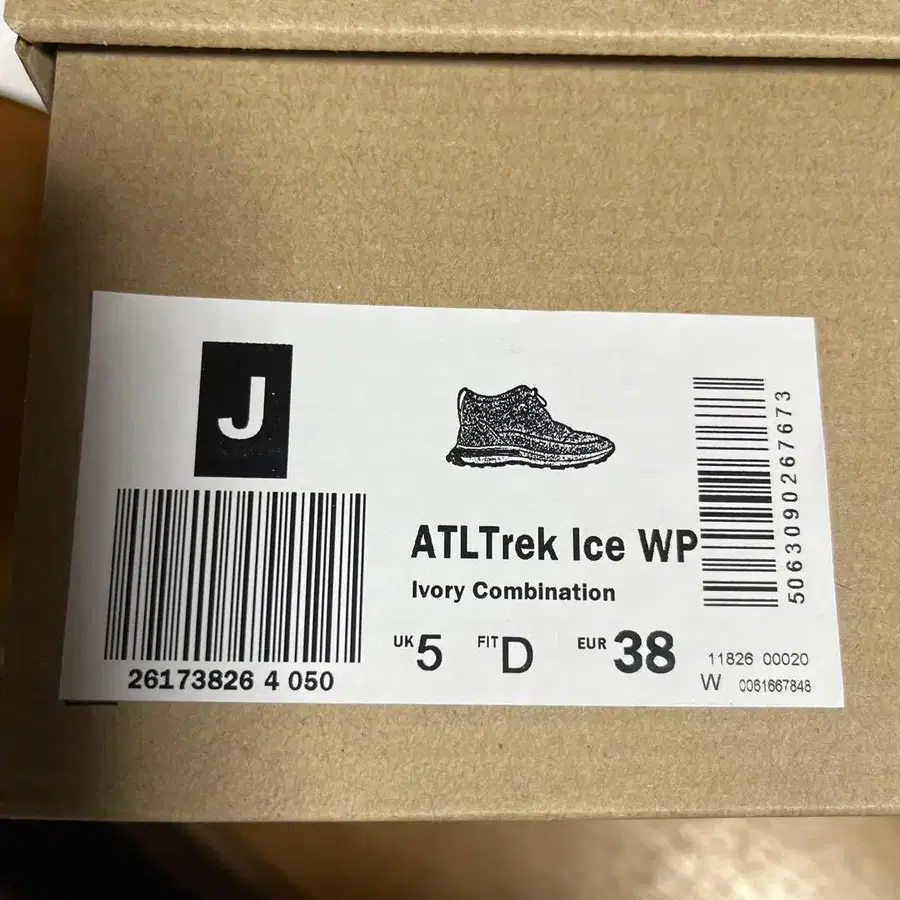 J
ATLTrek Ice WP
Ivory Combination
UK 5 FIT D EUR 38
26173826 4 050
5063090267673
11826 00020
W 0061667848